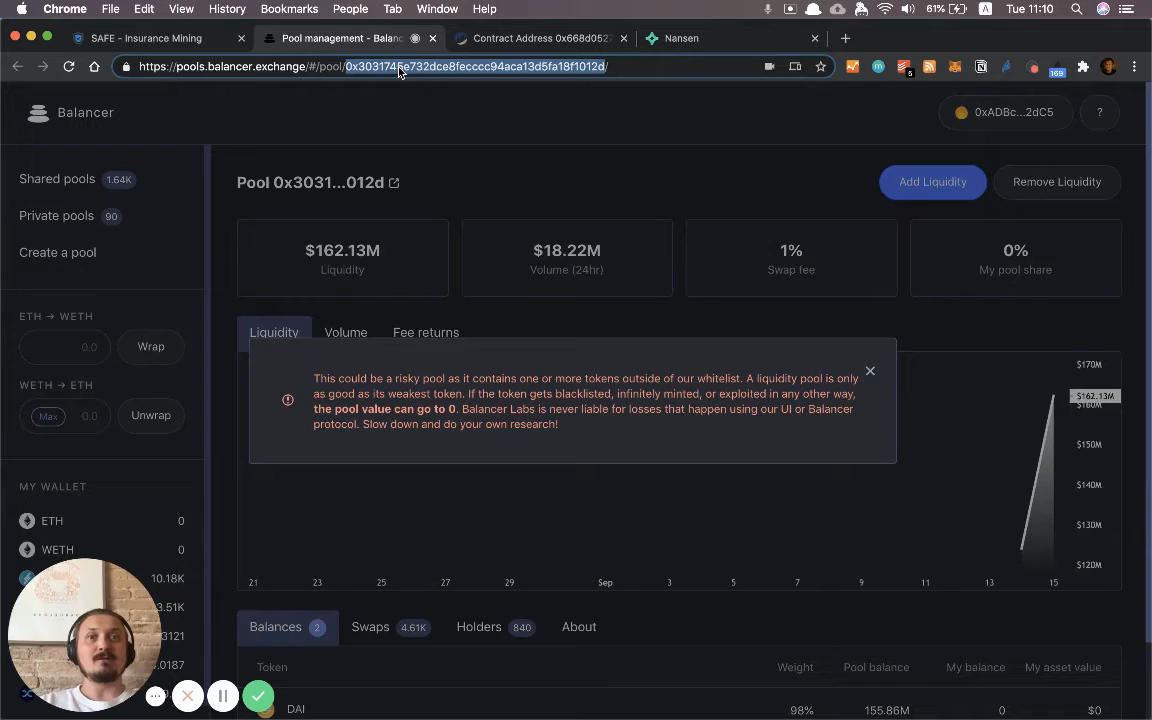 Chrome File Edit View History Bookmarks People Tab Window Help 61% A Tue 11:10
SAFE - Insurance Mining
Pool management - Balanc
Contract Address 0x668d052
Nansen
https://pools.balancer.exchange/#/pool/0x3031745e732dce8fecccc94aca13d5fa18f1012d/
5
169
Balancer
0xADBc...2dC5
?
Shared pools 1.64K
Private pools 90
Create a pool
ETH → WETH
0.0
Wrap
WETH → ETH
Max
0.0
Unwrap
MY WALLET
ETH 0
WETH 0
10.18K
3.51K
3121
0.0187
Pool 0x3031...012d
Add Liquidity
Remove Liquidity
$162.13M
Liquidity
$18.22M
Volume (24hr)
1%
Swap fee
0%
My pool share
Liquidity
Volume
Fee returns
This could be a risky pool as it contains one or more tokens outside of our whitelist. A liquidity pool is only
as good as its weakest token. If the token gets blacklisted, infinitely minted, or exploited in any other way,
the pool value can go to 0. Balancer Labs is never liable for losses that happen using our UI or Balancer
protocol. Slow down and do your own research!
$170M
$162.13M
$150M
$140M
$130M
$120M
21 23 25 27 29 Sep 3 5 7 9 11 13 15
Balances 2
Swaps 4.61K
Holders 840
About
Token Weight Pool balance My balance My asset value
DAI 98% 155.86M 0 $0